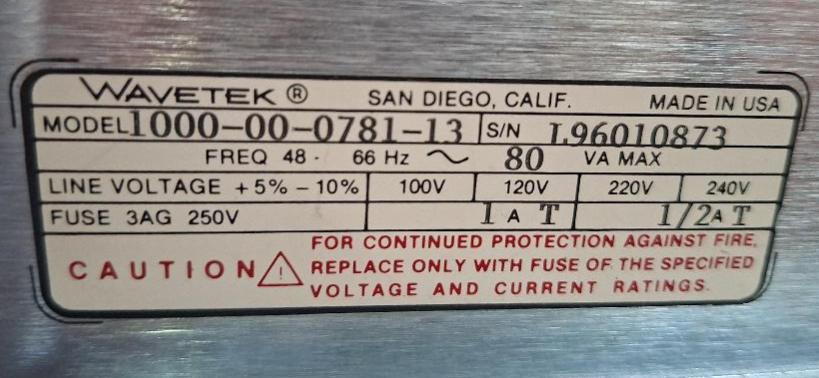 WAVETEK ® SAN DIEGO, CALIF. MADE IN USA
MODEL 1000-00-0781-13 S/N L96010873
FREQ 48 - 66 Hz ~ 80 VA MAX
LINE VOLTAGE +5% – 10% 100V 120V 220V 240V
FUSE 3AG 250V 1 A T 1/2 A T
FOR CONTINUED PROTECTION AGAINST FIRE,
CAUTION ! REPLACE ONLY WITH FUSE OF THE SPECIFIED
VOLTAGE AND CURRENT RATINGS.